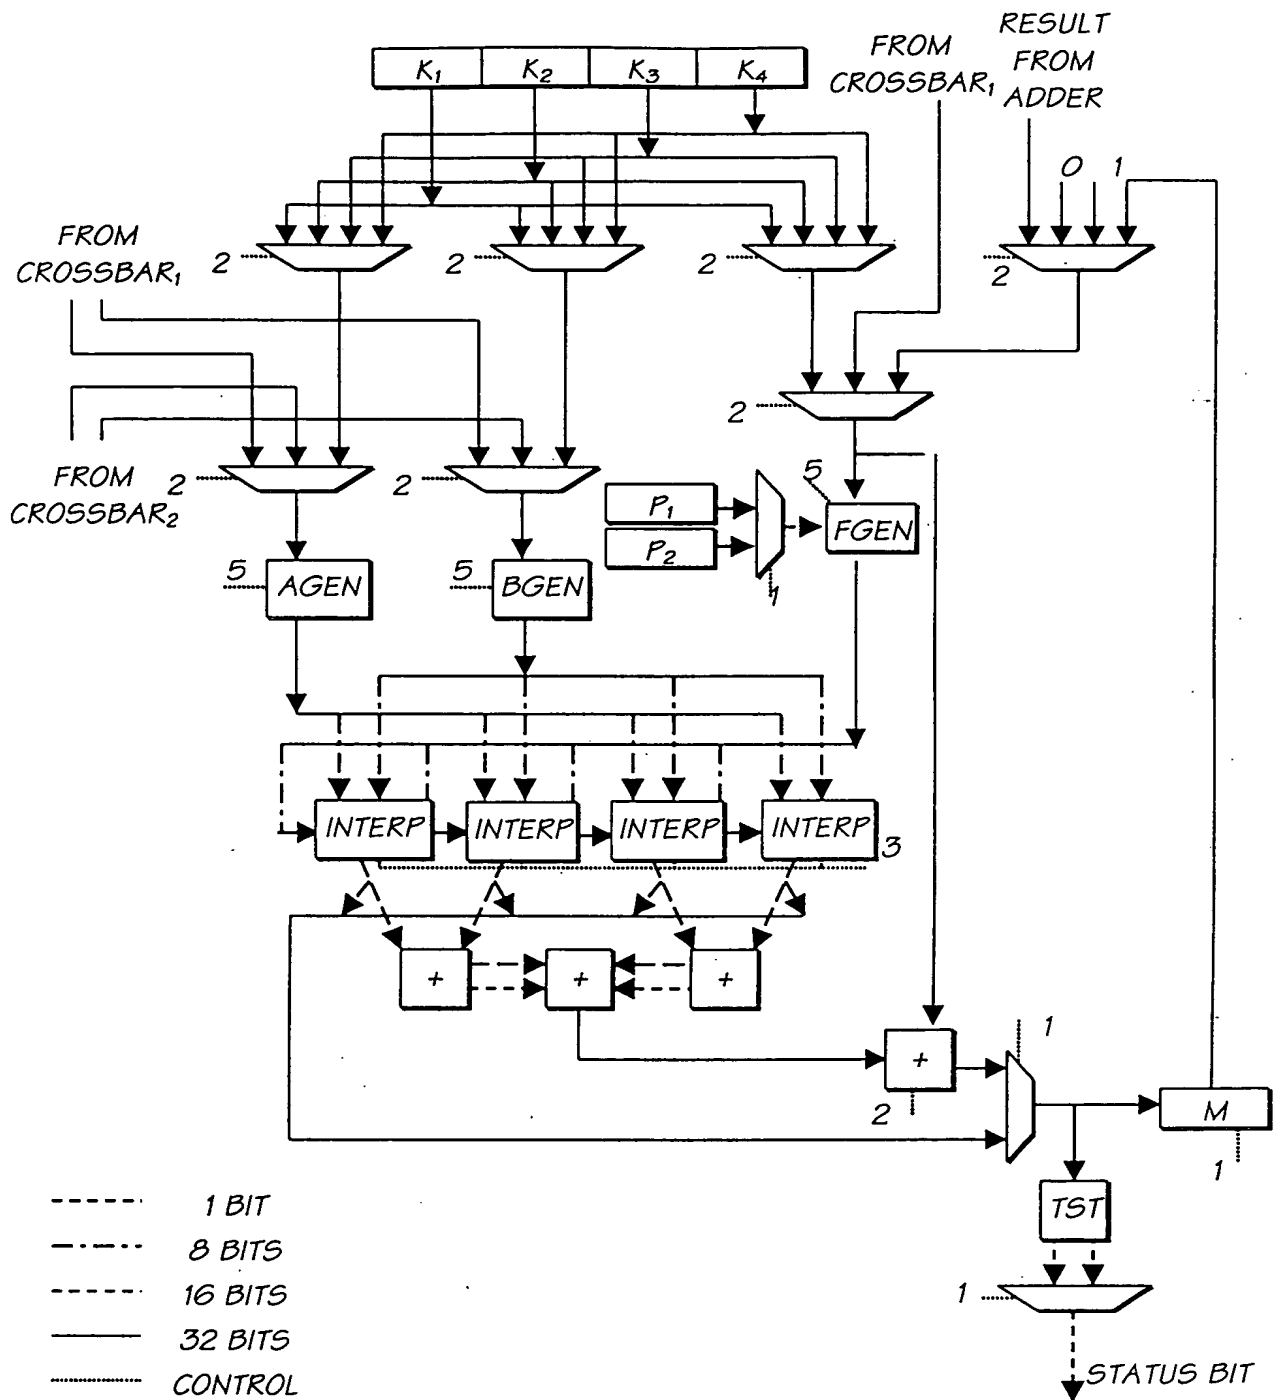 K₁ K₂ K₃ K₄
FROM
CROSSBAR₁
RESULT
FROM
ADDER
0 1
FROM
CROSSBAR₁
2
2
2
2
2
FROM
CROSSBAR₂
2
2
P₁
P₂
1
5
FGEN
5
AGEN
5
BGEN
INTERP
INTERP
INTERP
INTERP
3
+
+
+
+
2
1
M
1
TST
1
STATUS BIT
1 BIT
8 BITS
16 BITS
32 BITS
CONTROL